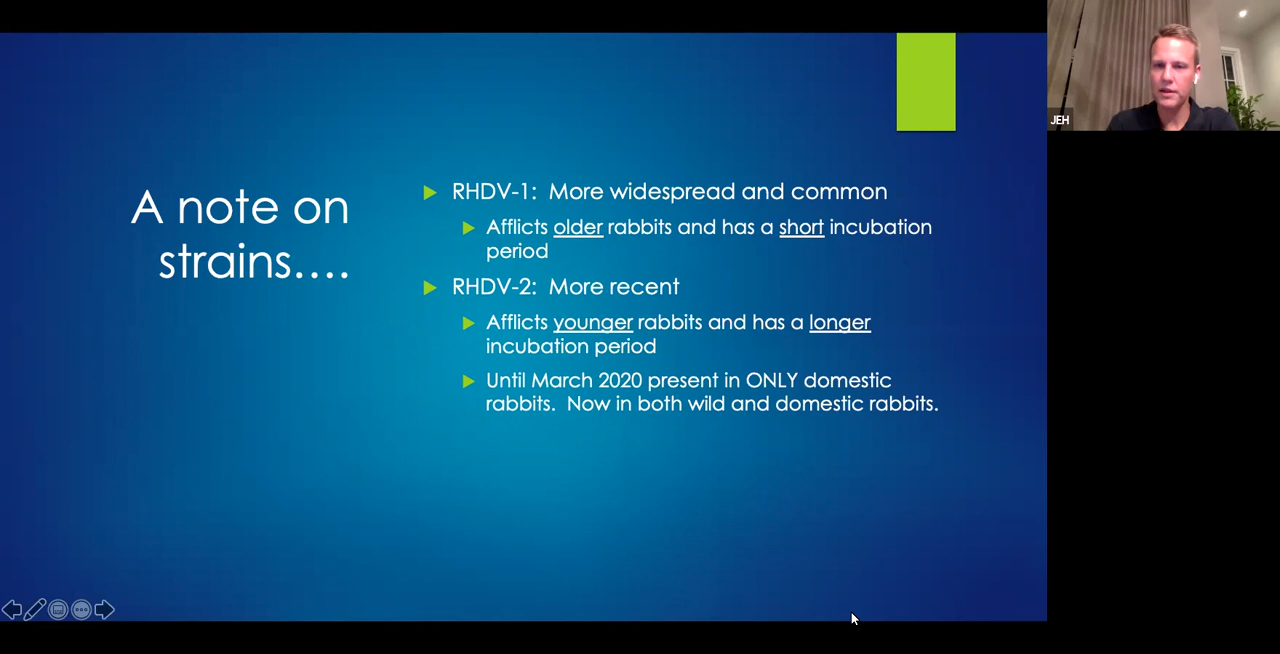 A note on
strains....
RHDV-1:  More widespread and common
Afflicts older rabbits and has a short incubation
period
RHDV-2:  More recent
Afflicts younger rabbits and has a longer
incubation period
Until March 2020 present in ONLY domestic
rabbits.  Now in both wild and domestic rabbits.
JEH